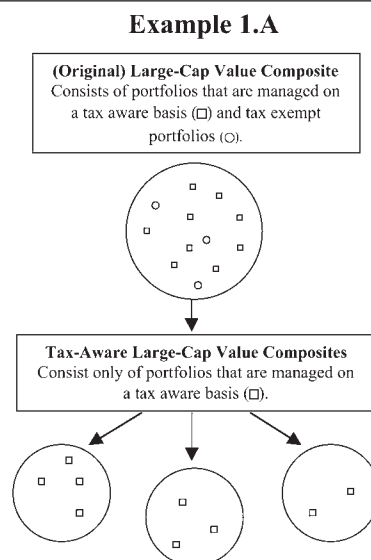 Example 1.A
(Original) Large-Cap Value Composite
Consists of portfolios that are managed on
a tax aware basis (□) and tax exempt
portfolios (○).
Tax-Aware Large-Cap Value Composites
Consist only of portfolios that are managed on
a tax aware basis (□).